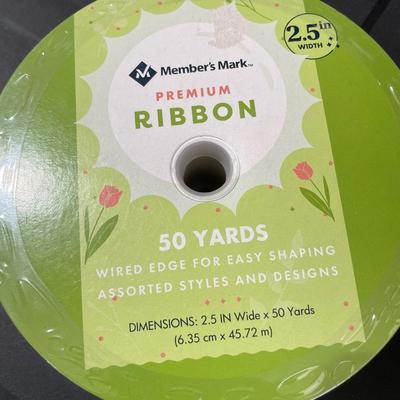 2.5in
WIDTH
Member's Mark™
PREMIUM
RIBBON
50 YARDS
WIRED EDGE FOR EASY SHAPING
ASSORTED STYLES AND DESIGNS
DIMENSIONS: 2.5 IN Wide x 50 Yards
(6.35 cm x 45.72 m)